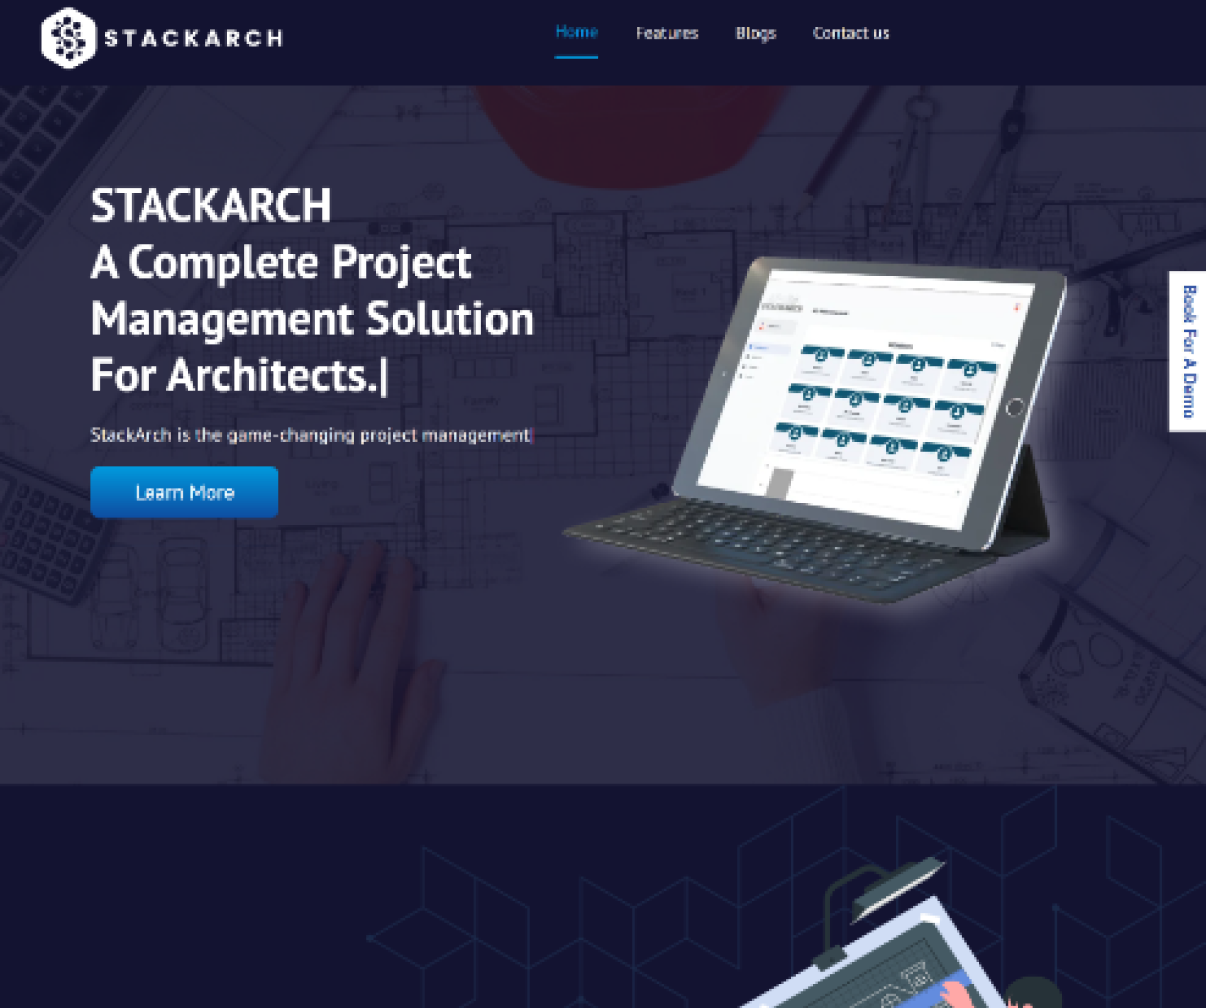 STACKARCH
Home
Features
Blogs
Contact us
STACKARCH
A Complete Project
Management Solution
For Architects.|
StackArch is the game-changing project management
Learn More
Book For A Demo